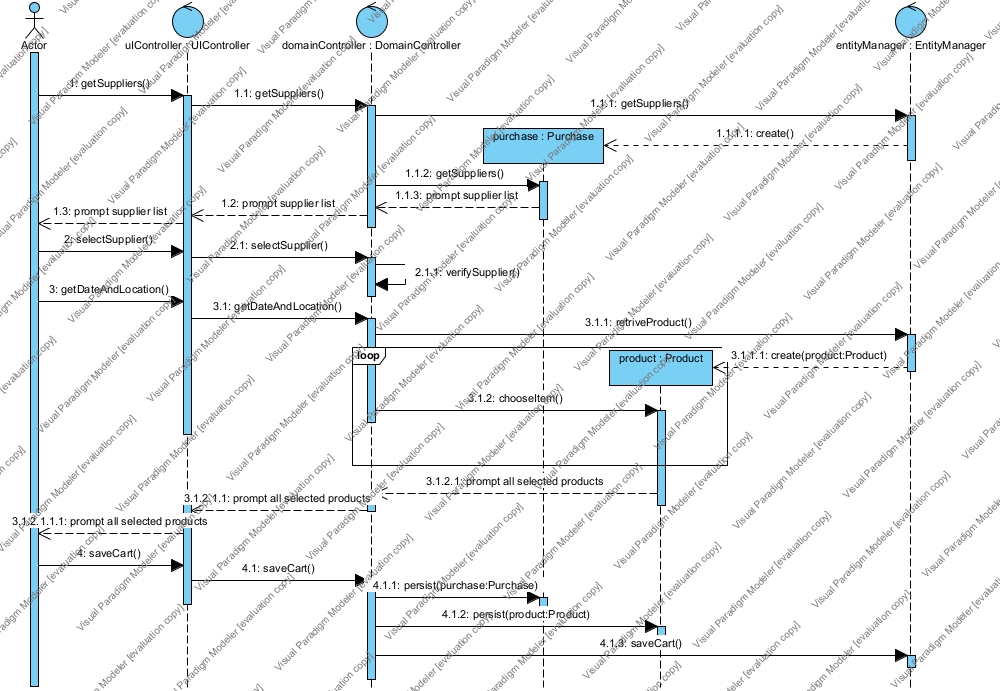 Actor
uIController : UIController
domainController : DomainController
entityManager : EntityManager
1: getSuppliers()
1.1: getSuppliers()
1.1.1: getSuppliers()
purchase : Purchase
1.1.1.1: create()
1.1.2: getSuppliers()
1.1.3: prompt supplier list
1.2: prompt supplier list
1.3: prompt supplier list
2: selectSupplier()
2.1: selectSupplier()
2.1.1: verifySupplier()
3: getDateAndLocation()
3.1: getDateAndLocation()
3.1.1: retriveProduct()
loop
product : Product
3.1.1.1: create(product:Product)
3.1.2: chooseItem()
3.1.2.1: prompt all selected products
3.1.2.1.1: prompt all selected products
3.1.2.1.1.1: prompt all selected products
4: saveCart()
4.1: saveCart()
4.1.1: persist(purchase:Purchase)
4.1.2: persist(product:Product)
4.1.3: saveCart()
Visual Paradigm Modeler [evaluation copy]